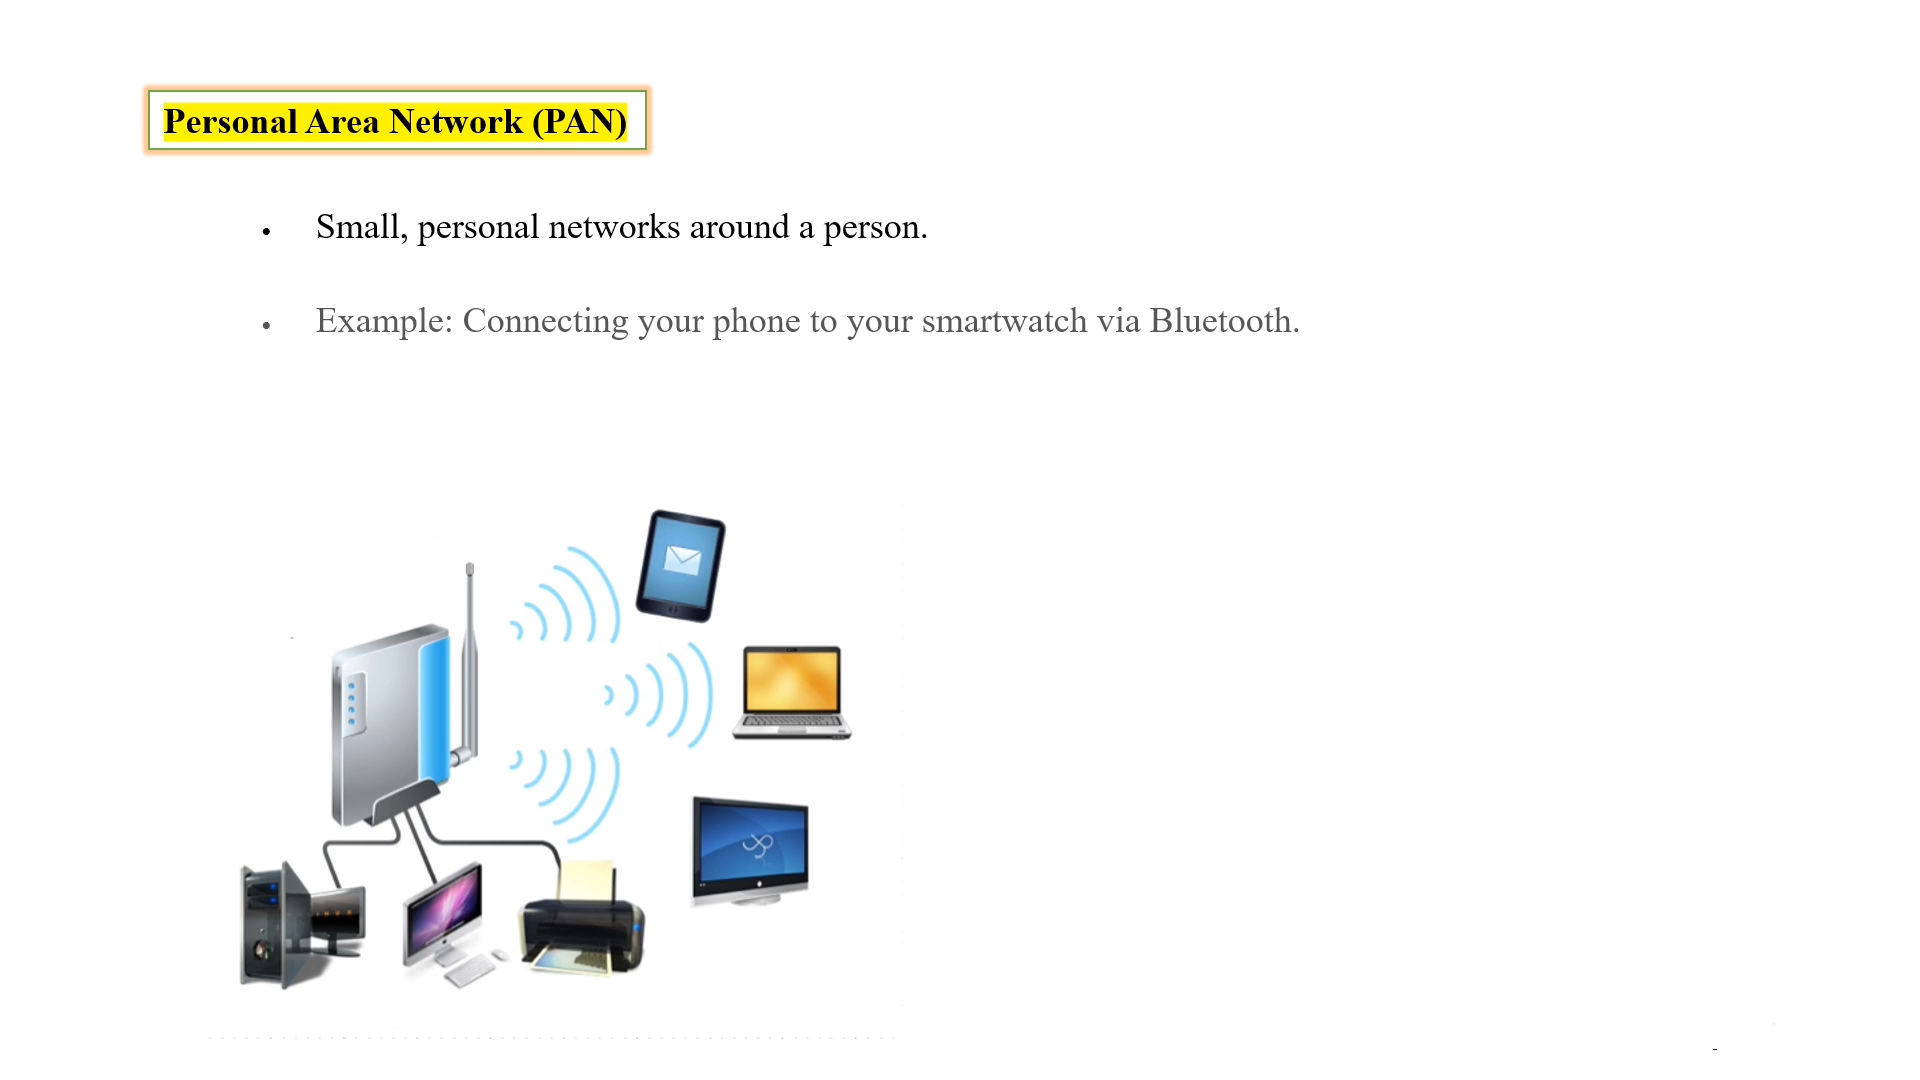 Personal Area Network (PAN)
• Small, personal networks around a person.
• Example: Connecting your phone to your smartwatch via Bluetooth.